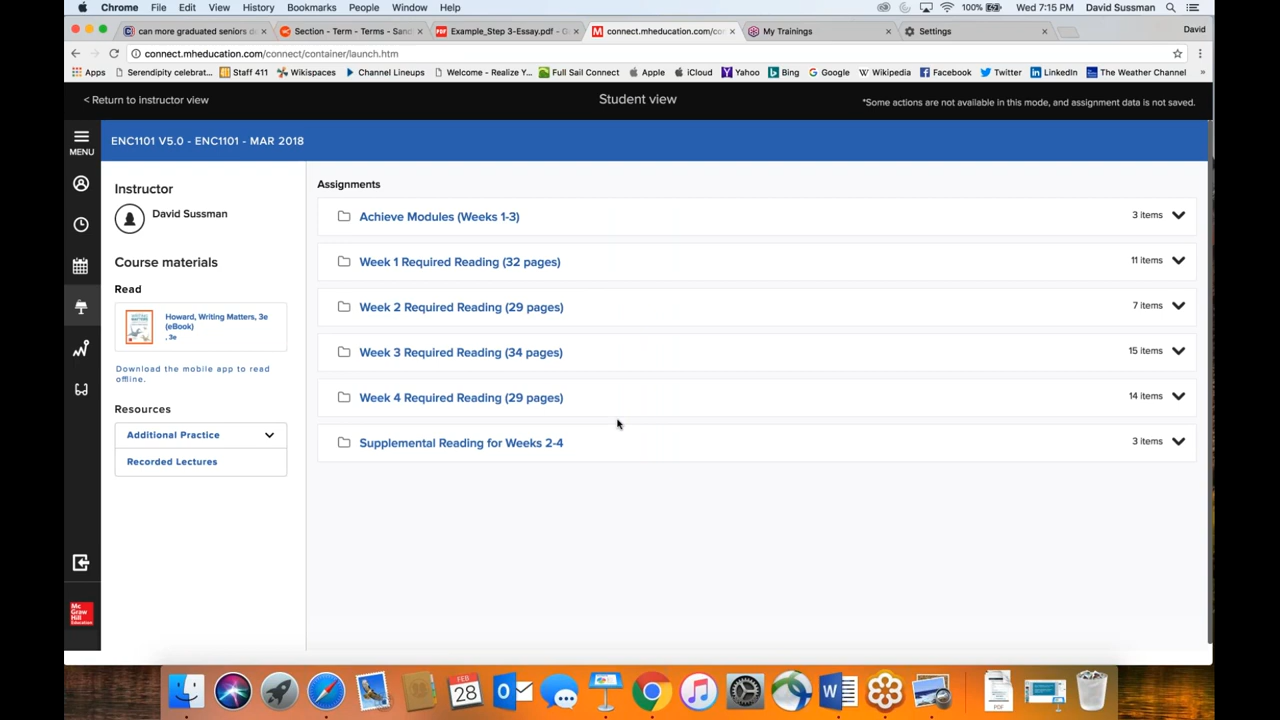 Chrome File Edit View History Bookmarks People Window Help 100% Wed 7:15 PM David Sussman
can more graduated seniors d
Section - Term - Terms - San
Example_Step 3-Essay.pdf - G
connect.mheducation.com/co
My Trainings
Settings
David
connect.mheducation.com/connect/container/launch.htm
Apps Serendipity celebrat... Staff 411 Wikispaces Channel Lineups Welcome - Realize Y... Full Sail Connect Apple iCloud Yahoo Bing Google Wikipedia Facebook Twitter LinkedIn The Weather Channel »
< Return to instructor view
Student view
*Some actions are not available in this mode, and assignment data is not saved.
MENU
ENC1101 V5.0 - ENC1101 - MAR 2018
Instructor
David Sussman
Course materials
Read
Howard, Writing Matters, 3e
(eBook)
, 3e
Download the mobile app to read
offline.
Resources
Additional Practice
Recorded Lectures
Assignments
Achieve Modules (Weeks 1-3) 3 items
Week 1 Required Reading (32 pages) 11 items
Week 2 Required Reading (29 pages) 7 items
Week 3 Required Reading (34 pages) 15 items
Week 4 Required Reading (29 pages) 14 items
Supplemental Reading for Weeks 2-4 3 items
Mc
Graw
Hill
Education
FEB
28
PDF